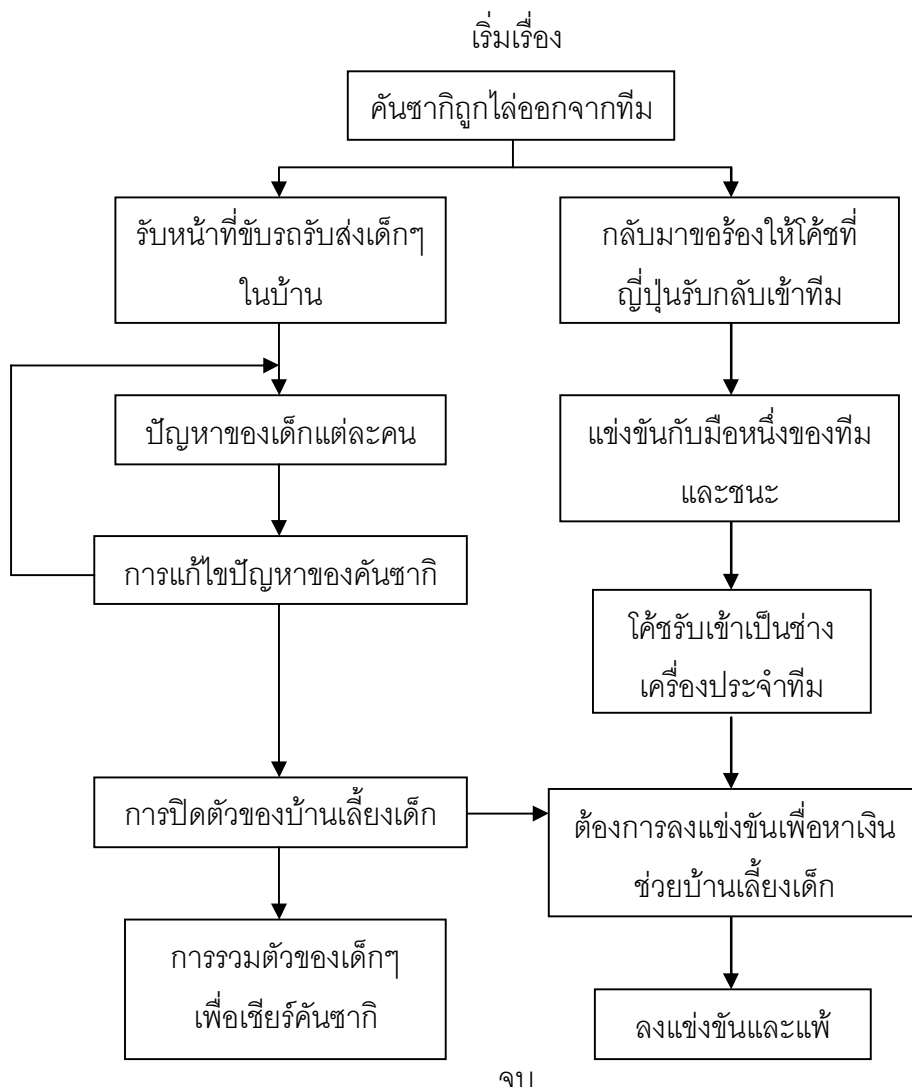 เริ่มเรื่อง
คันซากิถูกไล่ออกจากทีม
รับหน้าที่ขับรถรับส่งเด็กๆ
ในบ้าน
กลับมาขอร้องให้โค้ชที่
ญี่ปุ่นรับกลับเข้าทีม
ปัญหาของเด็กแต่ละคน
แข่งขันกับมือหนึ่งของทีม
และชนะ
การแก้ไขปัญหาของคันซากิ
โค้ชรับเข้าเป็นช่าง
เครื่องประจำทีม
การปิดตัวของบ้านเลี้ยงเด็ก
ต้องการลงแข่งขันเพื่อหาเงิน
ช่วยบ้านเลี้ยงเด็ก
การรวมตัวของเด็กๆ
เพื่อเชียร์คันซากิ
ลงแข่งขันและแพ้
จบ